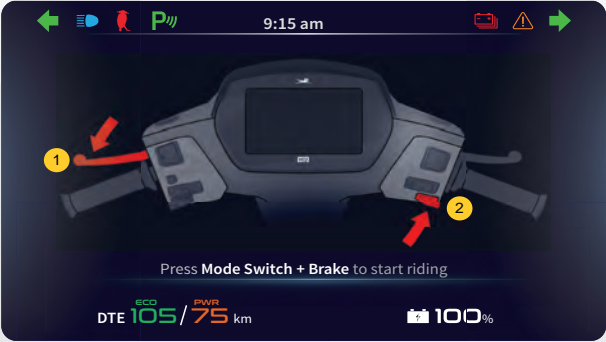 P
9:15 am
1
2
Press Mode Switch + Brake to start riding
ECO PWR
DTE 105/75 km 100%